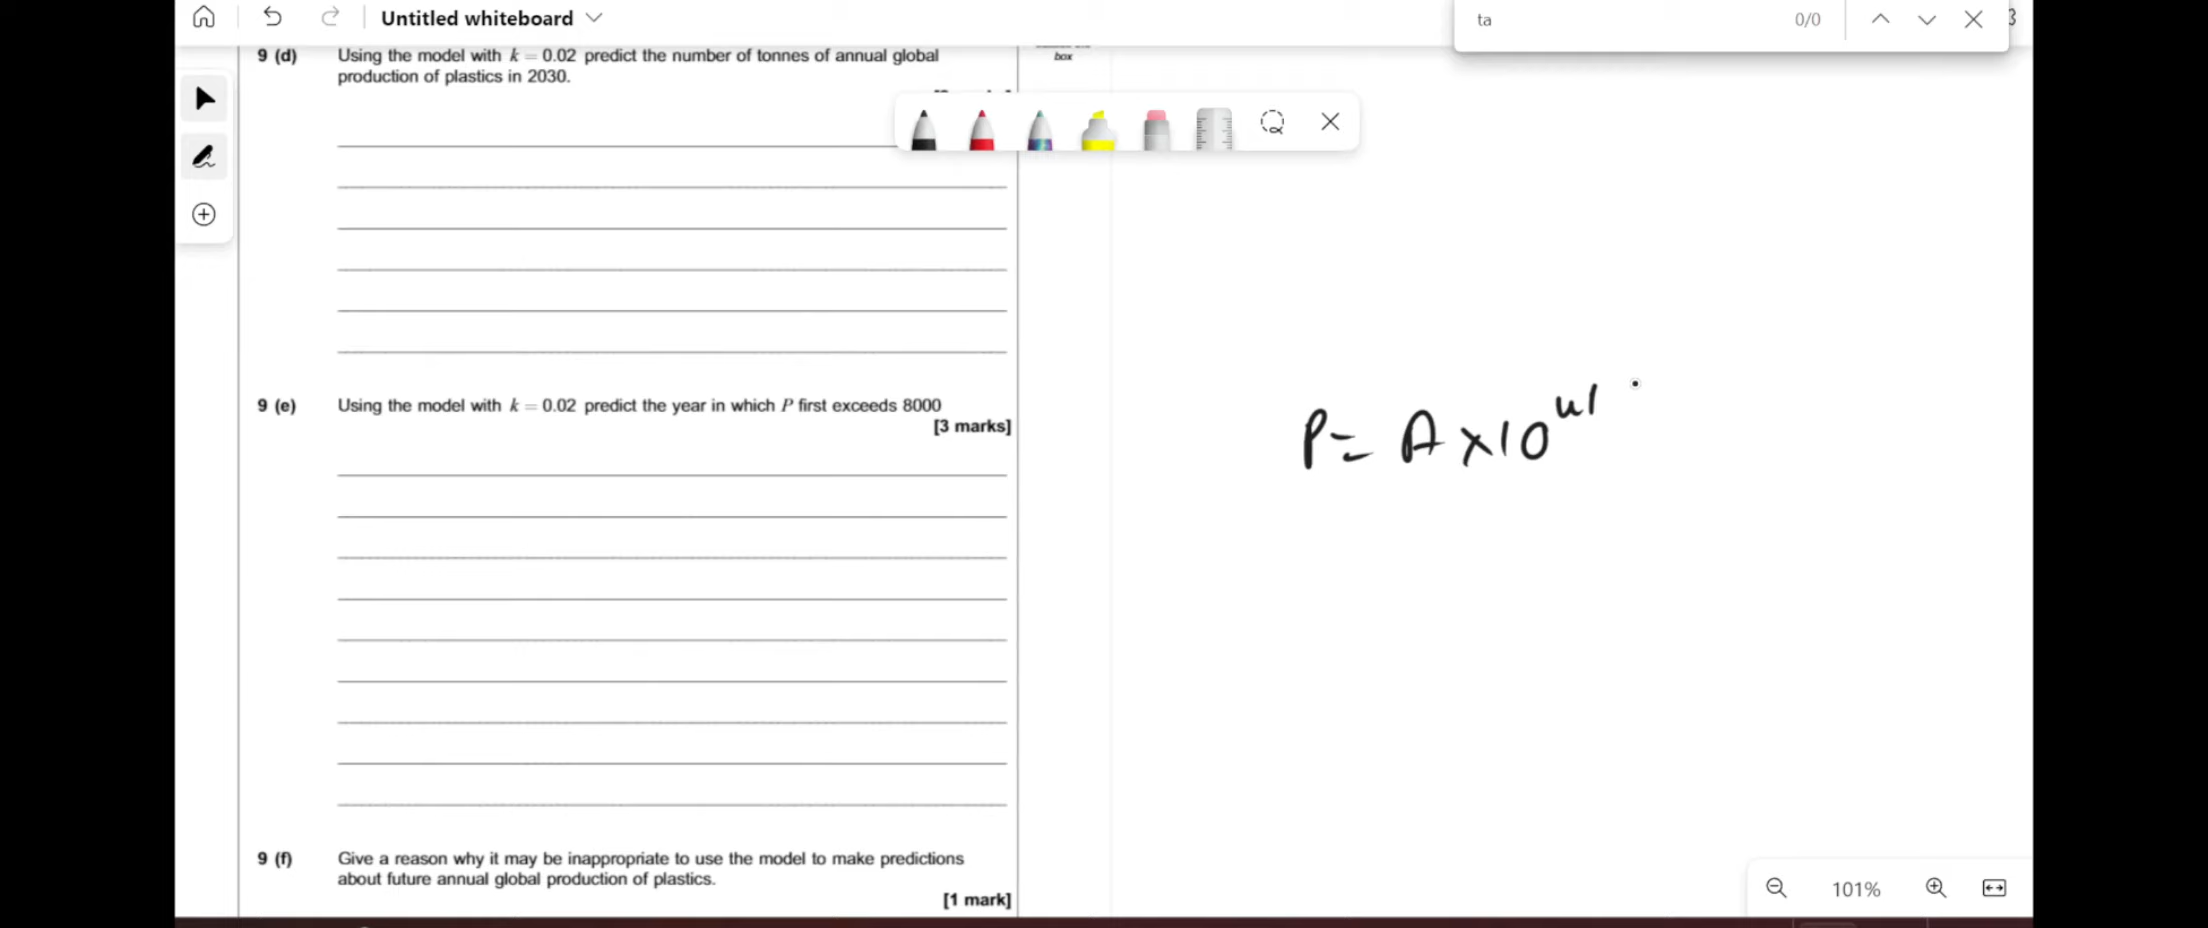 Untitled whiteboard
ta
0/0
9 (d) Using the model with k = 0.02 predict the number of tonnes of annual global
production of plastics in 2030.
box
9 (e) Using the model with k = 0.02 predict the year in which P first exceeds 8000
[3 marks]
P = A × 10
9 (f) Give a reason why it may be inappropriate to use the model to make predictions
about future annual global production of plastics.
[1 mark]
101%